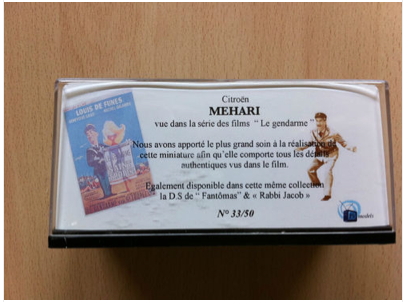 LOUIS DE FUNES
Citroën
MEHARI
vue dans la série des films " Le gendarme "
Nous avons apporté le plus grand soin à la réalisation de
cette miniature afin qu'elle comporte tous les détails
authentiques vus dans le film.
Egalement disponible dans cette même collection
la D.S de " Fantômas" & « Rabbi Jacob »
N° 33/50